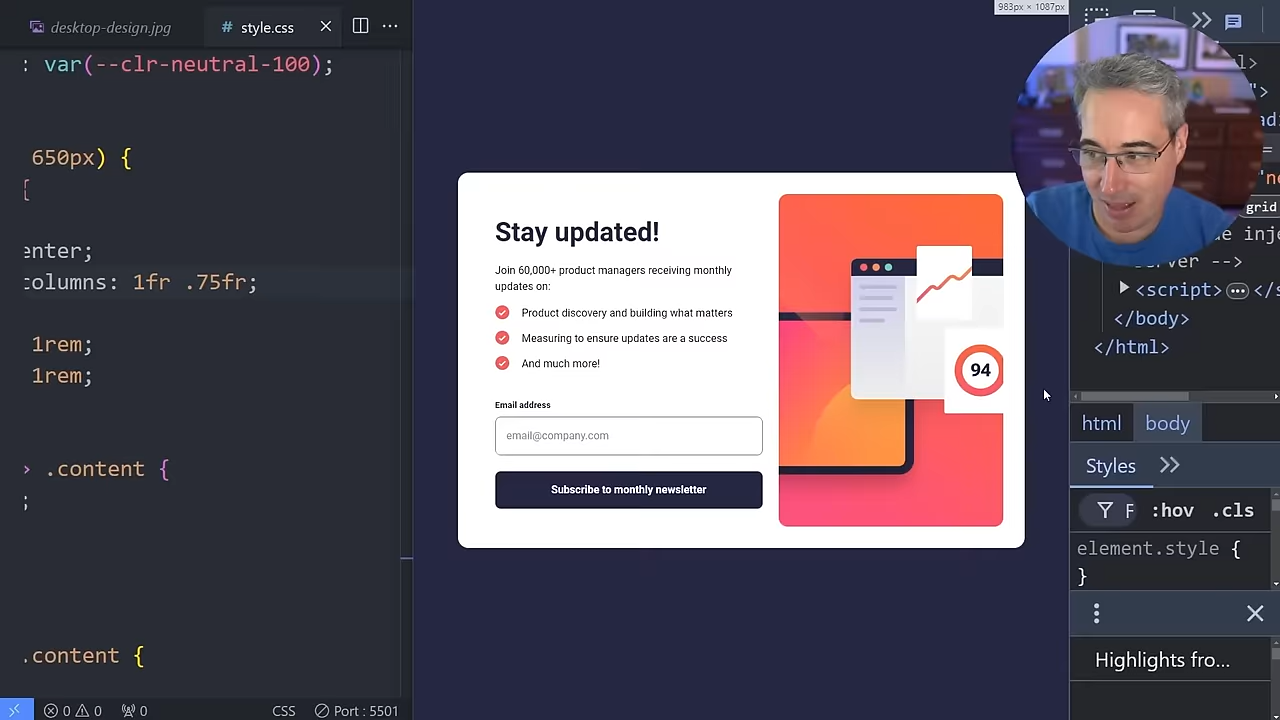 desktop-design.jpg
# style.css
: var(--clr-neutral-100);
650px) {
{
enter;
columns: 1fr .75fr;
1rem;
1rem;
> .content {
;
.content {
0 0 0 CSS Port : 5501
983px × 1087px
Stay updated!
Join 60,000+ product managers receiving monthly
updates on:
Product discovery and building what matters
Measuring to ensure updates are a success
And much more!
Email address
email@company.com
Subscribe to monthly newsletter
94
grid
server -->
<script>
</body>
</html>
html body
Styles
F :hov .cls
element.style {
}
Highlights fro...